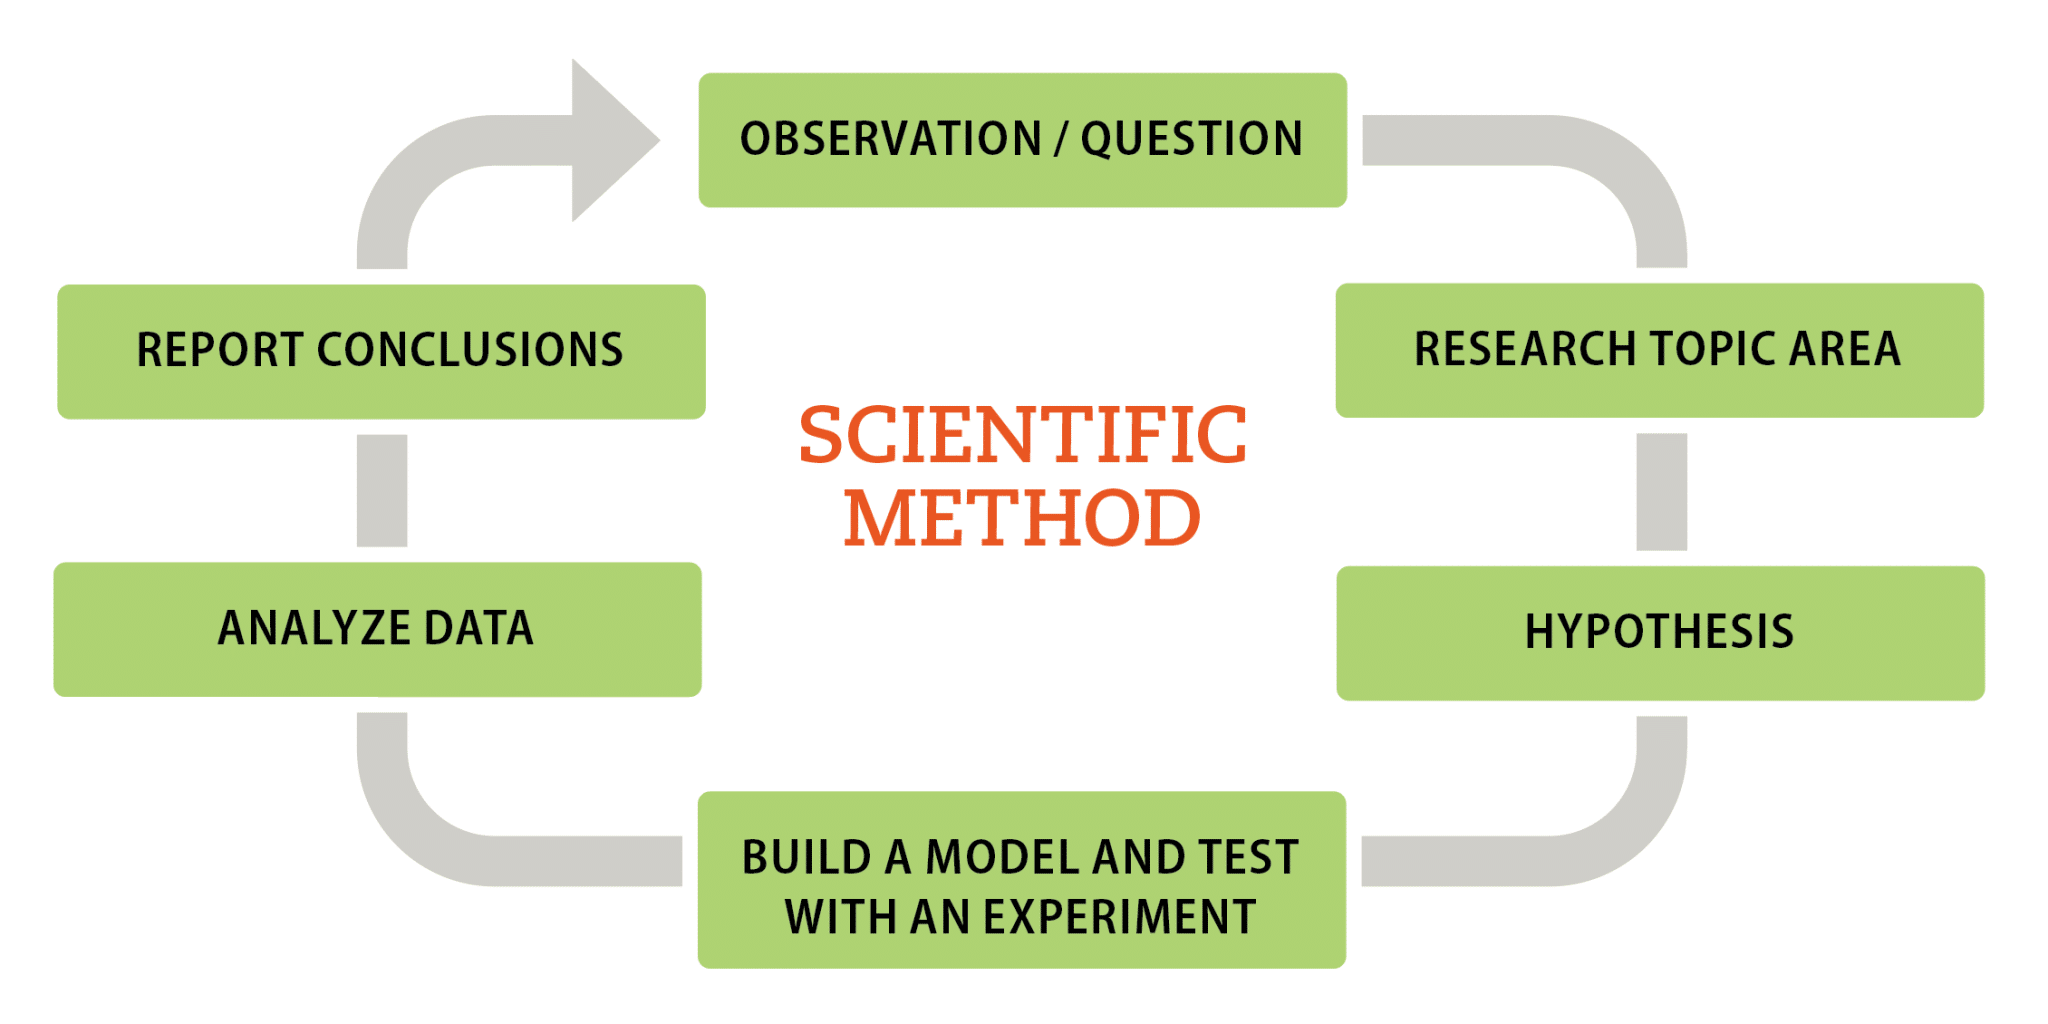 OBSERVATION / QUESTION
RESEARCH TOPIC AREA
HYPOTHESIS
BUILD A MODEL AND TEST
WITH AN EXPERIMENT
ANALYZE DATA
REPORT CONCLUSIONS
SCIENTIFIC
METHOD